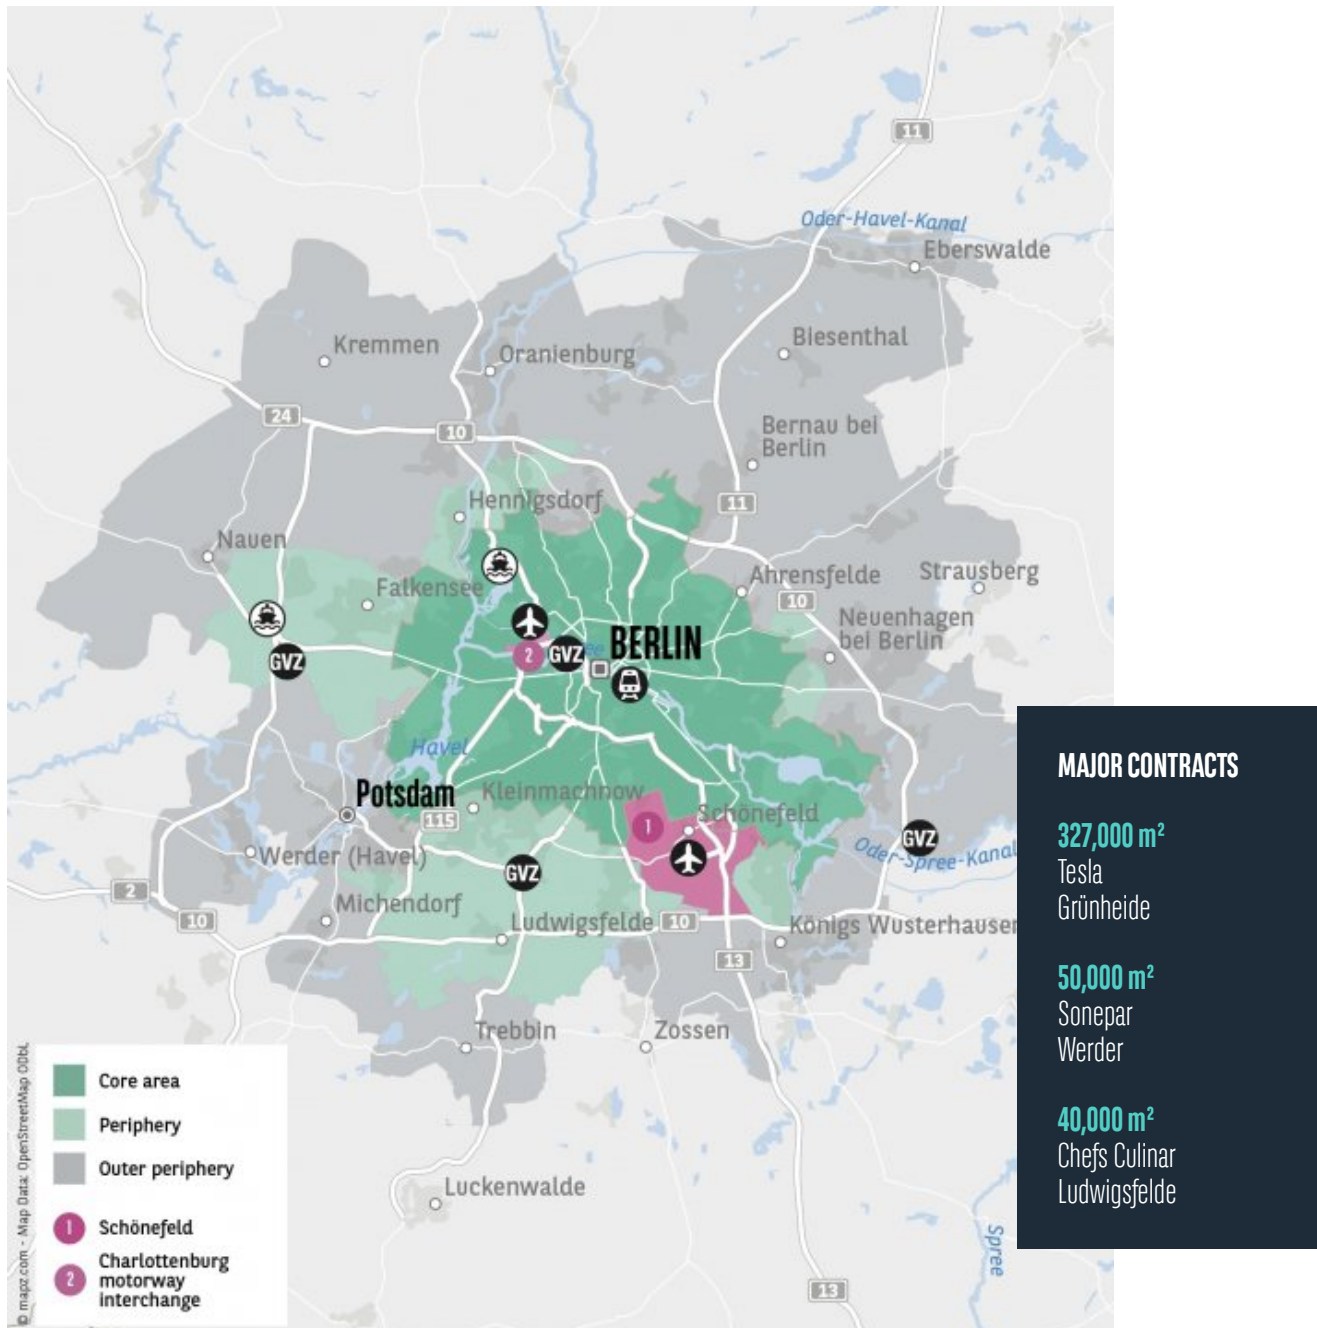 11
Oder-Havel-Kanal
Eberswalde
Kremmen
Oranienburg
Biesenthal
24
10
Bernau bei
Berlin
11
Hennigsdorf
Nauen
Falkensee
Ahrensfelde
Strausberg
10
Neuenhagen
bei Berlin
GVZ
2
GVZ
BERLIN
Havel
Potsdam
Kleinmachnow
115
1
Schönefeld
GVZ
Oder-Spree-Kanal
Werder (Havel)
GVZ
2
10
Michendorf
Ludwigsfelde
10
Königs Wusterhausen
13
Trebbin
Zossen
Luckenwalde
Spree
13
Core area
Periphery
Outer periphery
1 Schönefeld
2 Charlottenburg
motorway
interchange
© mapz.com - Map Data: OpenStreetMap ODbL
MAJOR CONTRACTS
327,000 m²
Tesla
Grünheide
50,000 m²
Sonepar
Werder
40,000 m²
Chefs Culinar
Ludwigsfelde